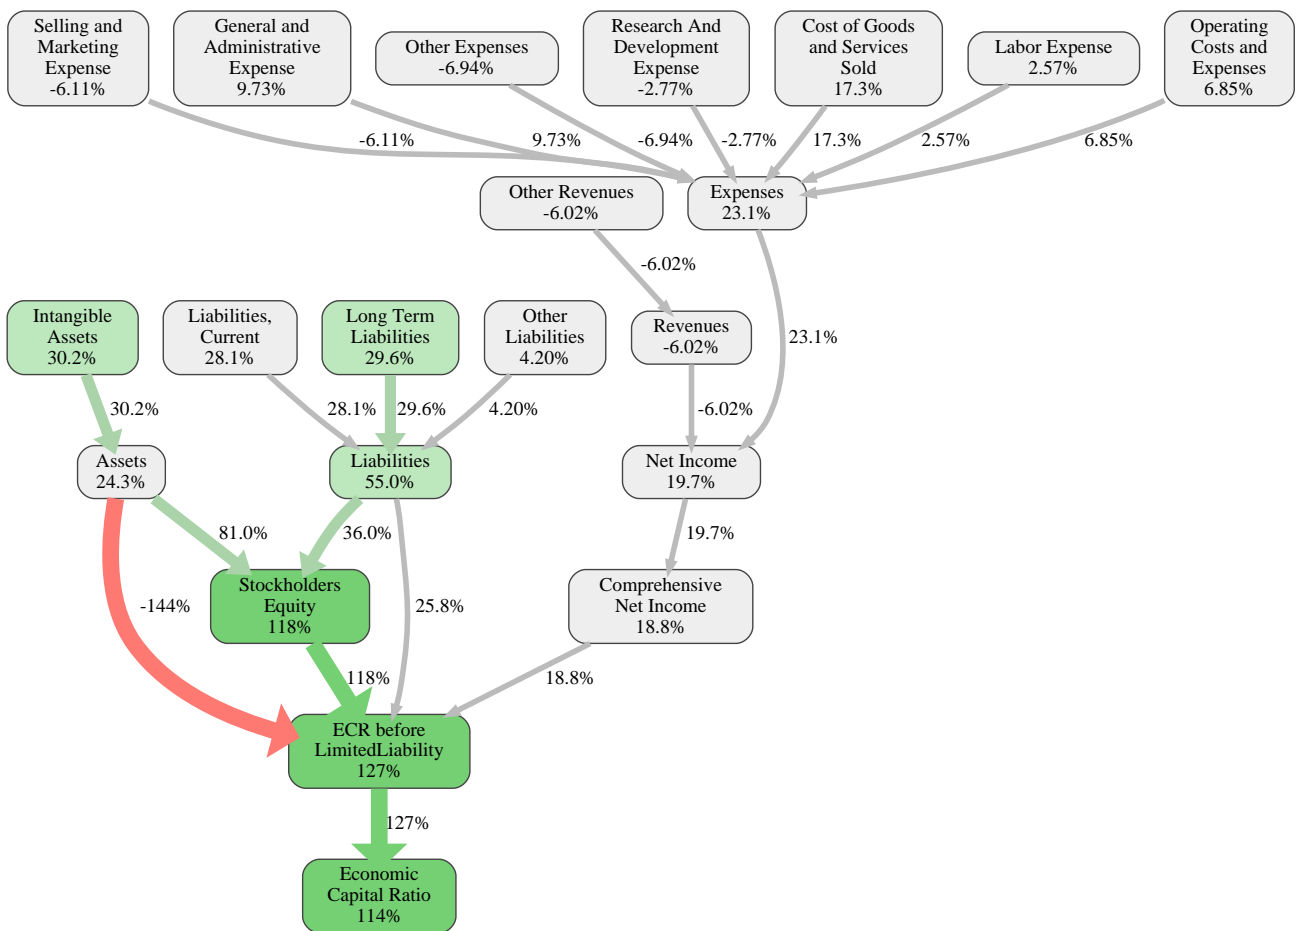 Selling and
Marketing
Expense
-6.11%
General and
Administrative
Expense
9.73%
Other Expenses
-6.94%
Research And
Development
Expense
-2.77%
Cost of Goods
and Services
Sold
17.3%
Labor Expense
2.57%
Operating
Costs and
Expenses
6.85%
-6.11%
9.73%
-6.94%
-2.77%
17.3%
2.57%
6.85%
Other Revenues
-6.02%
Expenses
23.1%
-6.02%
23.1%
Intangible
Assets
30.2%
Liabilities,
Current
28.1%
Long Term
Liabilities
29.6%
Other
Liabilities
4.20%
Revenues
-6.02%
30.2%
28.1%
29.6%
4.20%
-6.02%
Assets
24.3%
Liabilities
55.0%
Net Income
19.7%
81.0%
36.0%
19.7%
-144%
Stockholders
Equity
118%
25.8%
Comprehensive
Net Income
18.8%
118%
18.8%
ECR before
LimitedLiability
127%
127%
Economic
Capital Ratio
114%